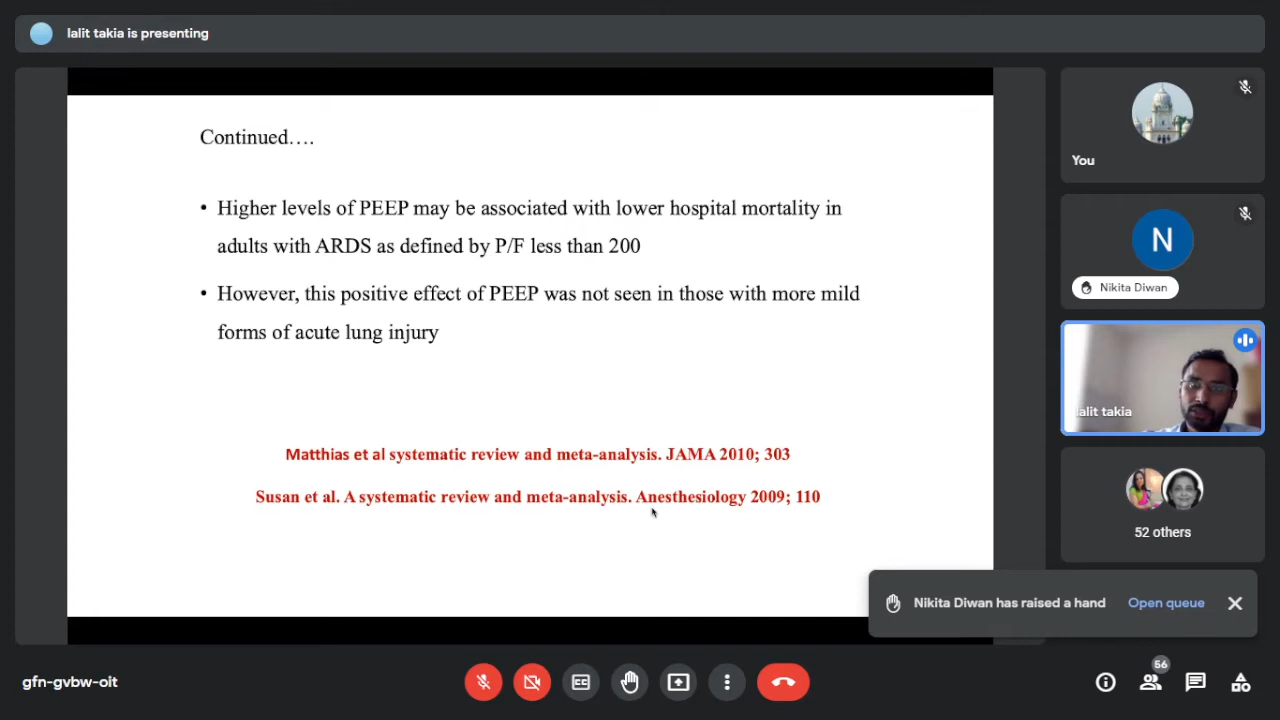 lalit takia is presenting
Continued….
• Higher levels of PEEP may be associated with lower hospital mortality in
adults with ARDS as defined by P/F less than 200
• However, this positive effect of PEEP was not seen in those with more mild
forms of acute lung injury
Matthias et al systematic review and meta-analysis. JAMA 2010; 303
Susan et al. A systematic review and meta-analysis. Anesthesiology 2009; 110
You
N
Nikita Diwan
lalit takia
52 others
Nikita Diwan has raised a hand Open queue
gfn-gvbw-oit
CC
56